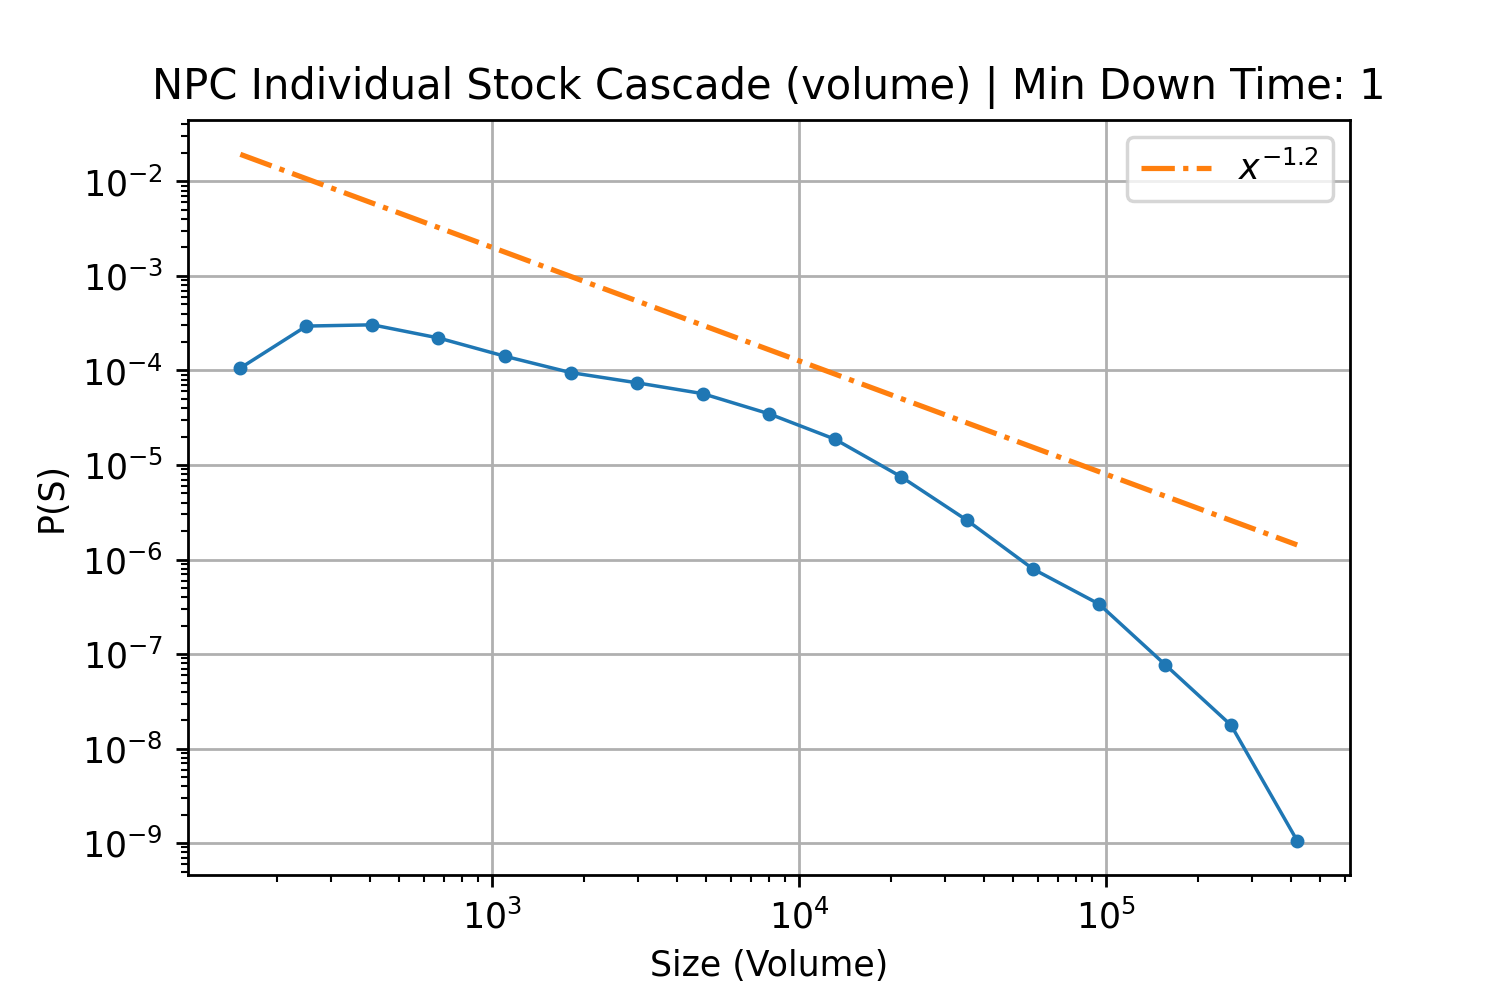 NPC Individual Stock Cascade (volume) | Min Down Time: 1
x^{-1.2}
10^{-2}
10^{-3}
10^{-4}
10^{-5}
10^{-6}
10^{-7}
10^{-8}
10^{-9}
P(S)
10^{3} 10^{4} 10^{5}
Size (Volume)